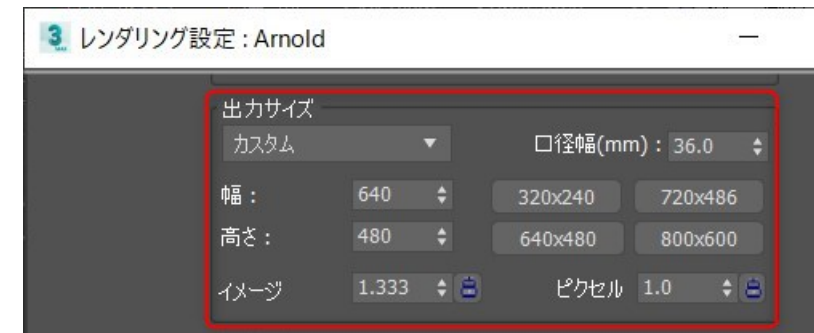 3 レンダリング設定 : Arnold
出力サイズ
カスタム 口径幅(mm) : 36.0
幅 : 640 320x240 720x486
高さ : 480 640x480 800x600
イメージ 1.333 ピクセル 1.0